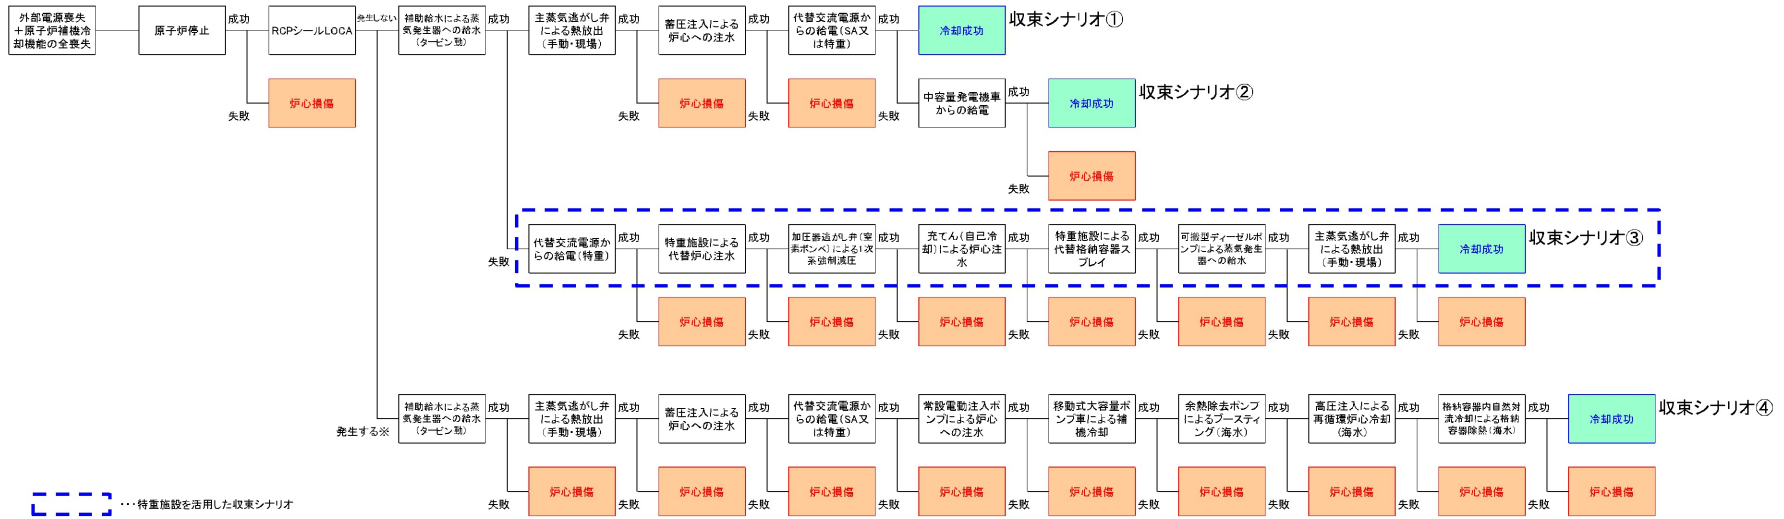 外部電源喪失
＋原子炉補機冷
却機能の全喪失
原子炉停止
成功
失敗
RCPシールLOCA
炉心損傷
発生しない
補助給水による蒸
気発生器への給水
（タービン動）
成功
主蒸気逃がし弁
による熱放出
（手動・現場）
成功
失敗
蓄圧注入による
炉心への注水
炉心損傷
成功
失敗
代替交流電源か
らの給電（SA又
は特重）
炉心損傷
成功
失敗
冷却成功
収束シナリオ①
中容量発電機車
からの給電
成功
失敗
冷却成功
収束シナリオ②
炉心損傷
失敗
代替交流電源か
らの給電（特重）
成功
失敗
特重施設による
代替炉心注水
炉心損傷
成功
失敗
加圧器逃がし弁（窒
素ボンベ）による1次
系強制減圧
炉心損傷
成功
失敗
充てん（自己冷
却）による炉心注
水
炉心損傷
成功
失敗
特重施設による
代替格納容器ス
プレイ
炉心損傷
成功
失敗
可搬型ディーゼルポ
ンプによる蒸気発生
器への給水
炉心損傷
成功
失敗
主蒸気逃がし弁
による熱放出
（手動・現場）
炉心損傷
成功
失敗
冷却成功
収束シナリオ③
炉心損傷
発生する※
補助給水による蒸
気発生器への給水
（タービン動）
成功
失敗
主蒸気逃がし弁
による熱放出
（手動・現場）
炉心損傷
成功
失敗
蓄圧注入による
炉心への注水
炉心損傷
成功
失敗
代替交流電源か
らの給電（SA又
は特重）
炉心損傷
成功
失敗
常設電動注入ポ
ンプによる炉心
への注水
炉心損傷
成功
失敗
移動式大容量ポ
ンプ車による補
機冷却
炉心損傷
成功
失敗
余熱除去ポンプ
によるブースティ
ング（海水）
炉心損傷
成功
失敗
高圧注入による
再循環炉心冷却
（海水）
炉心損傷
成功
失敗
格納容器内自然対
流冷却による格納
容器除熱（海水）
炉心損傷
成功
失敗
冷却成功
収束シナリオ④
炉心損傷
・・・特重施設を活用した収束シナリオ